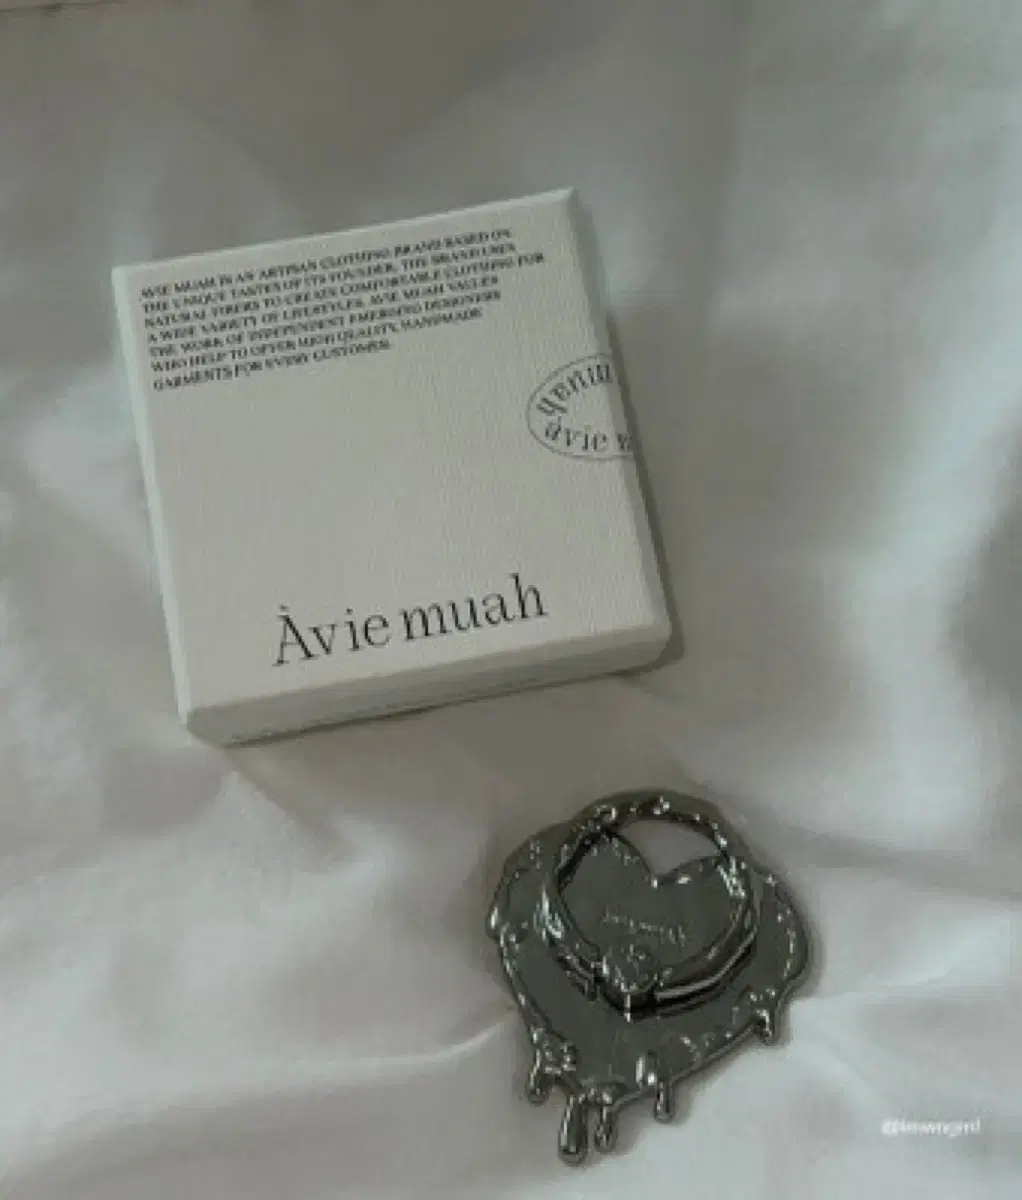 AVIE MUAH IS AN ARTISAN CLOTHING BRAND BASED ON
THE UNIQUE TASTES OF ITS FOUNDER. THE BRAND USES
NATURAL FIBERS TO CREATE COMFORTABLE CLOTHING FOR
A WIDE VARIETY OF LIFESTYLES. AVIE MUAH VALUES
THE WORK OF INDEPENDENT EMERGING DESIGNERS
WHO HELP TO OFFER HIGH QUALITY, HANDMADE
GARMENTS FOR EVERY CUSTOMER.
muah
àvie
Àvie muah